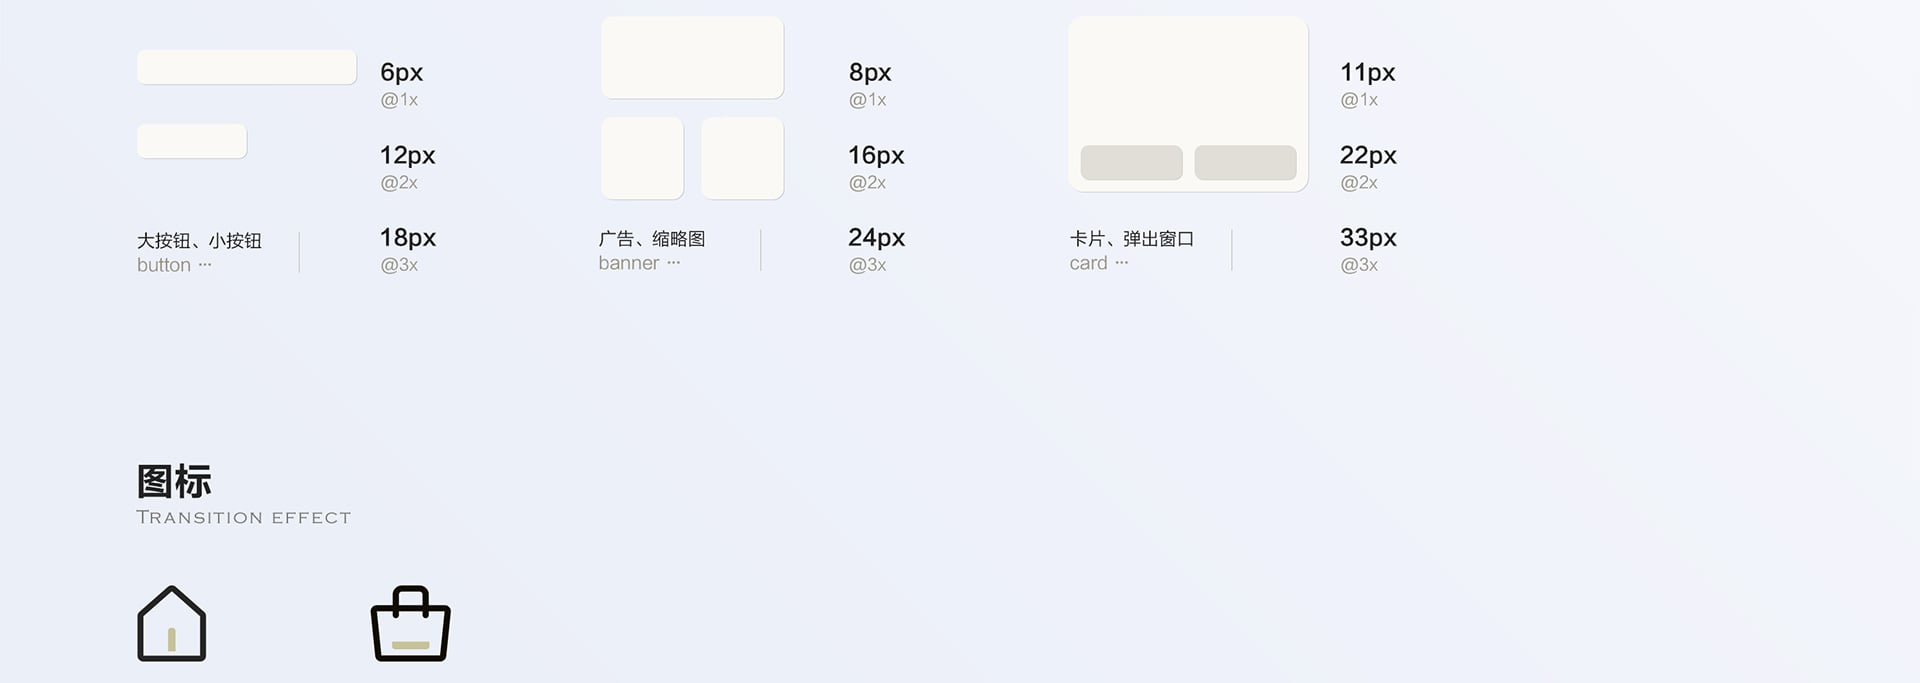 6px
@1x
12px
@2x
大按钮、小按钮
button ···
18px
@3x
8px
@1x
16px
@2x
广告、缩略图
banner ···
24px
@3x
11px
@1x
22px
@2x
卡片、弹出窗口
card ···
33px
@3x
图标
TRANSITION EFFECT